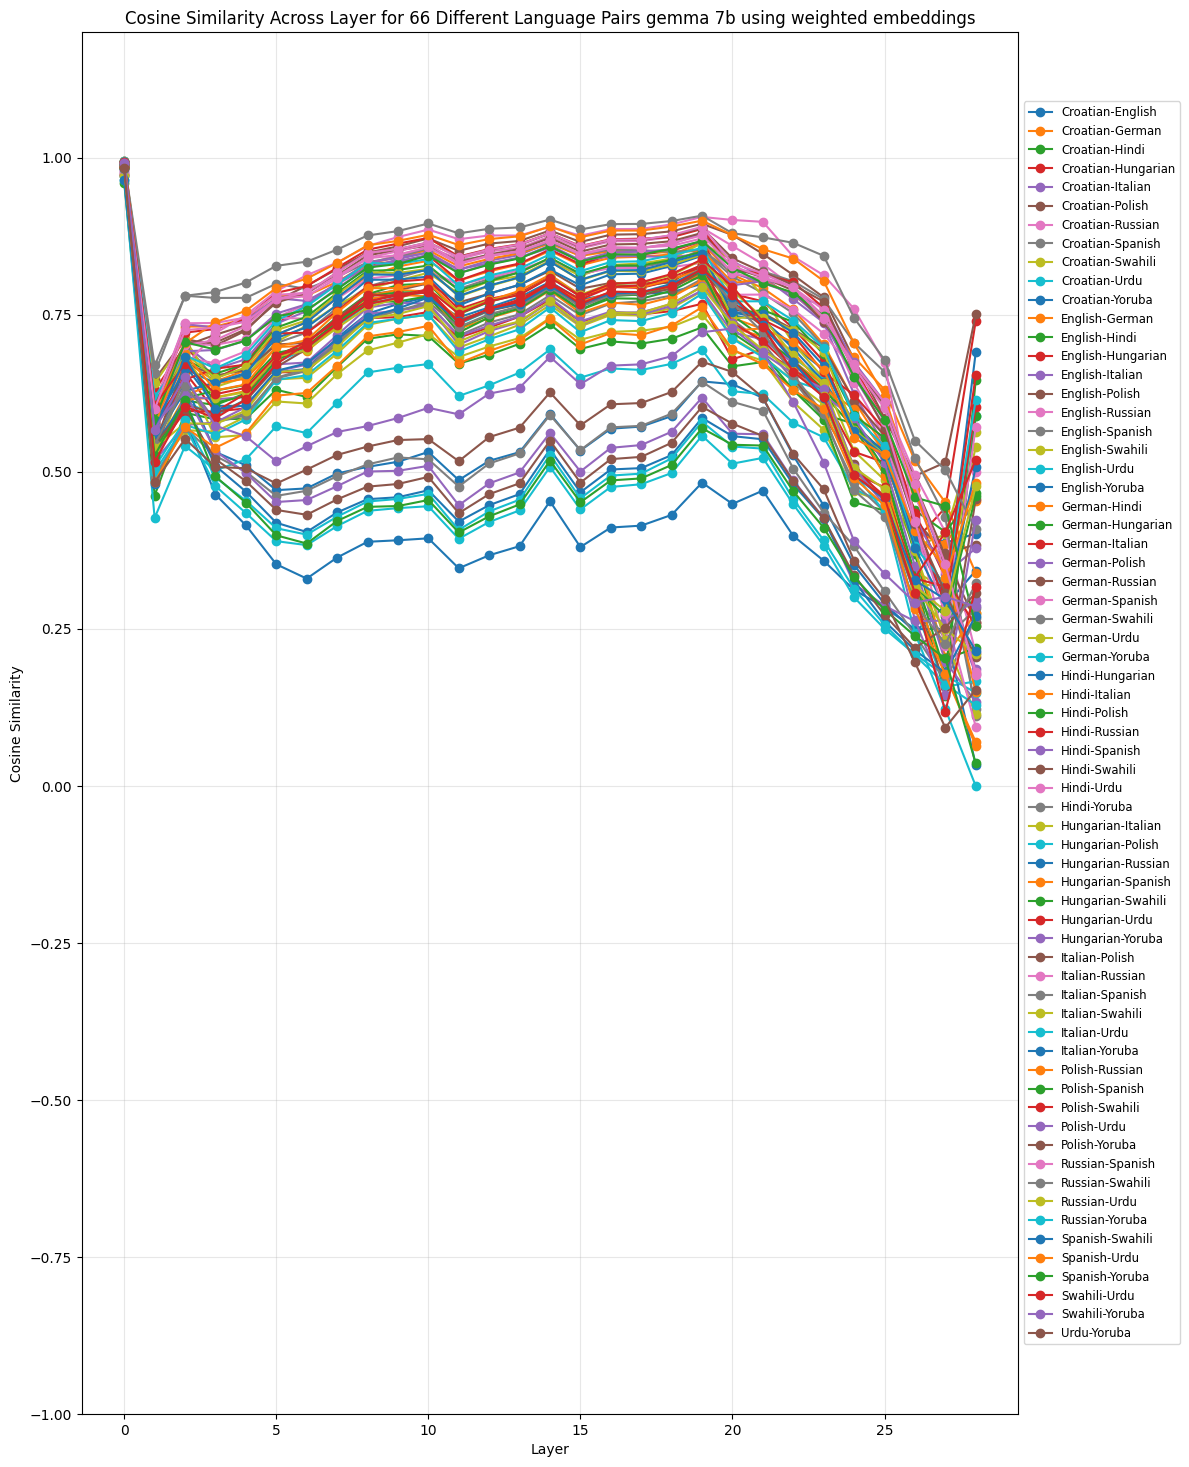 Cosine Similarity Across Layer for 66 Different Language Pairs gemma 7b using weighted embeddings
Cosine Similarity
1.00
0.75
0.50
0.25
0.00
−0.25
−0.50
−0.75
−1.00
0 5 10 15 20 25
Layer
Croatian-English
Croatian-German
Croatian-Hindi
Croatian-Hungarian
Croatian-Italian
Croatian-Polish
Croatian-Russian
Croatian-Spanish
Croatian-Swahili
Croatian-Urdu
Croatian-Yoruba
English-German
English-Hindi
English-Hungarian
English-Italian
English-Polish
English-Russian
English-Spanish
English-Swahili
English-Urdu
English-Yoruba
German-Hindi
German-Hungarian
German-Italian
German-Polish
German-Russian
German-Spanish
German-Swahili
German-Urdu
German-Yoruba
Hindi-Hungarian
Hindi-Italian
Hindi-Polish
Hindi-Russian
Hindi-Spanish
Hindi-Swahili
Hindi-Urdu
Hindi-Yoruba
Hungarian-Italian
Hungarian-Polish
Hungarian-Russian
Hungarian-Spanish
Hungarian-Swahili
Hungarian-Urdu
Hungarian-Yoruba
Italian-Polish
Italian-Russian
Italian-Spanish
Italian-Swahili
Italian-Urdu
Italian-Yoruba
Polish-Russian
Polish-Spanish
Polish-Swahili
Polish-Urdu
Polish-Yoruba
Russian-Spanish
Russian-Swahili
Russian-Urdu
Russian-Yoruba
Spanish-Swahili
Spanish-Urdu
Spanish-Yoruba
Swahili-Urdu
Swahili-Yoruba
Urdu-Yoruba